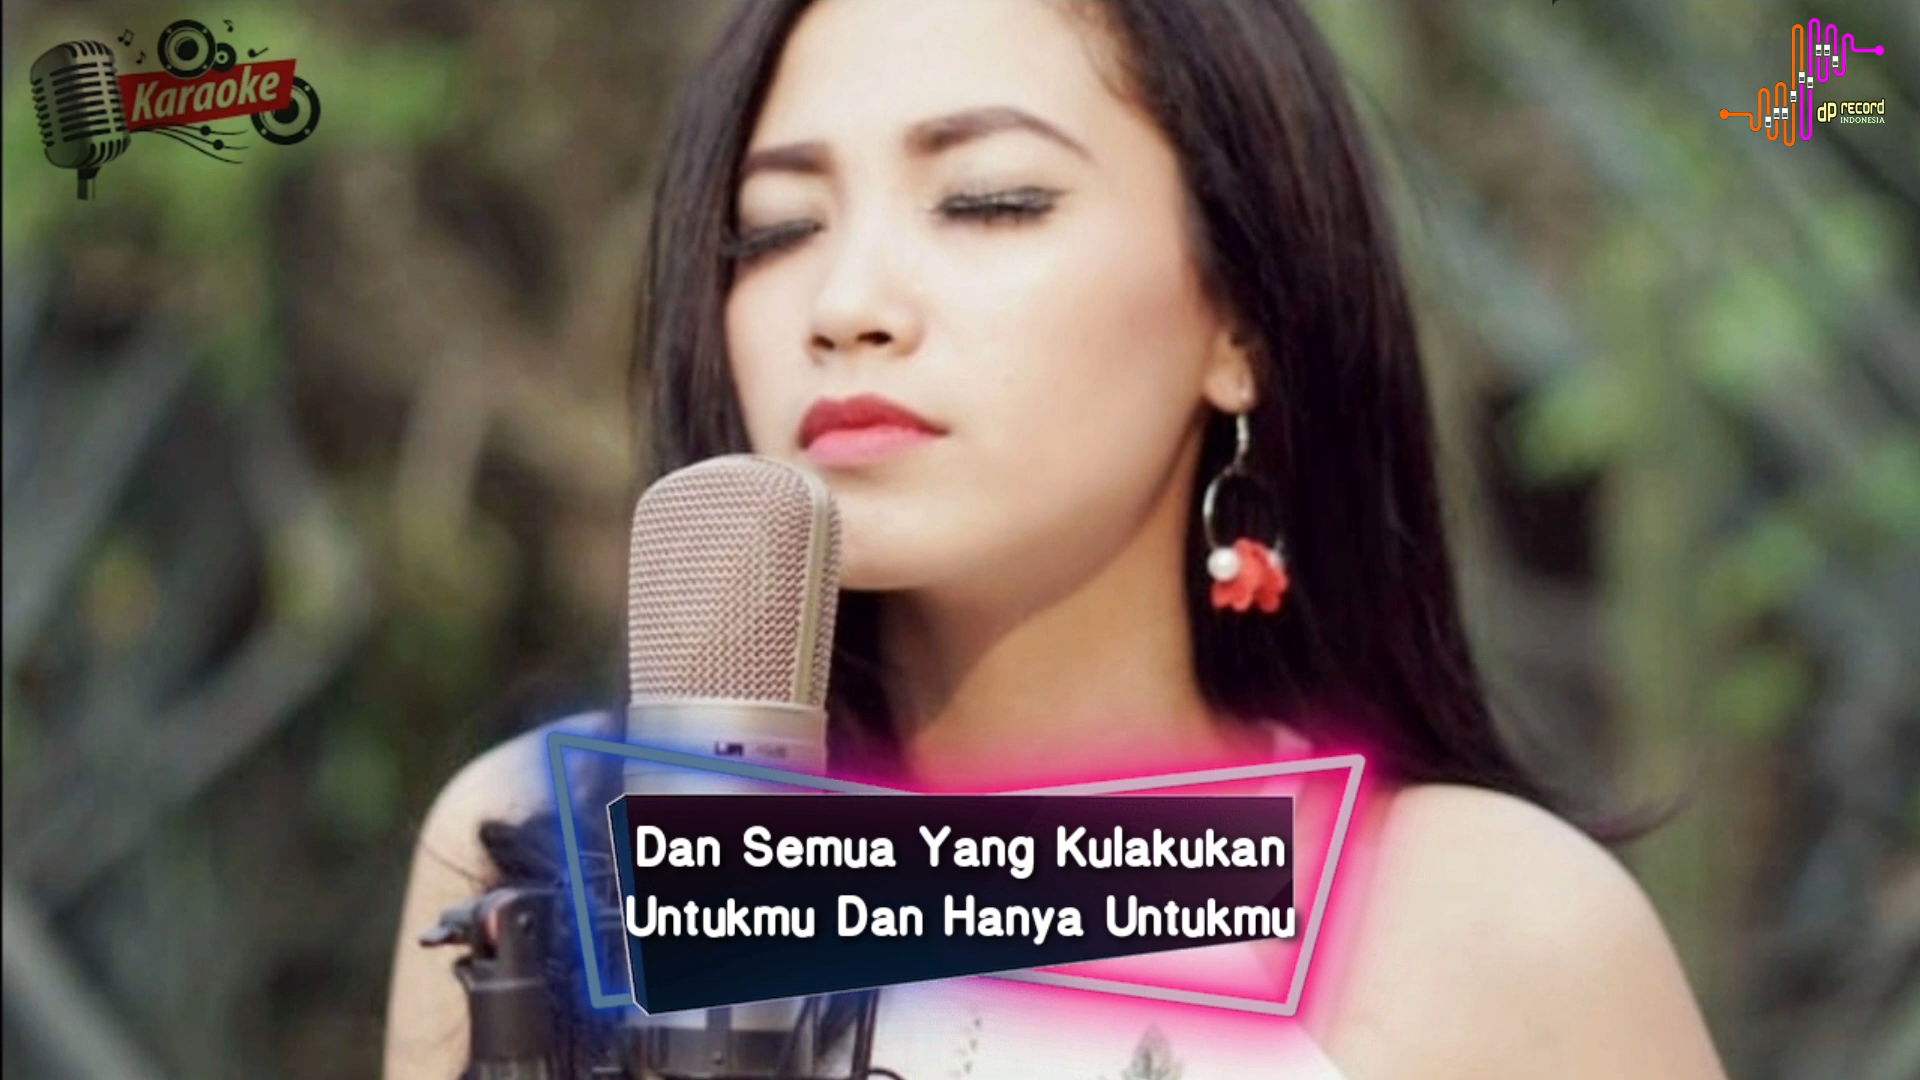 Karaoke
dp RECORD
INDONESIA
Dan Semua Yang Kulakukan
Untukmu Dan Hanya Untukmu